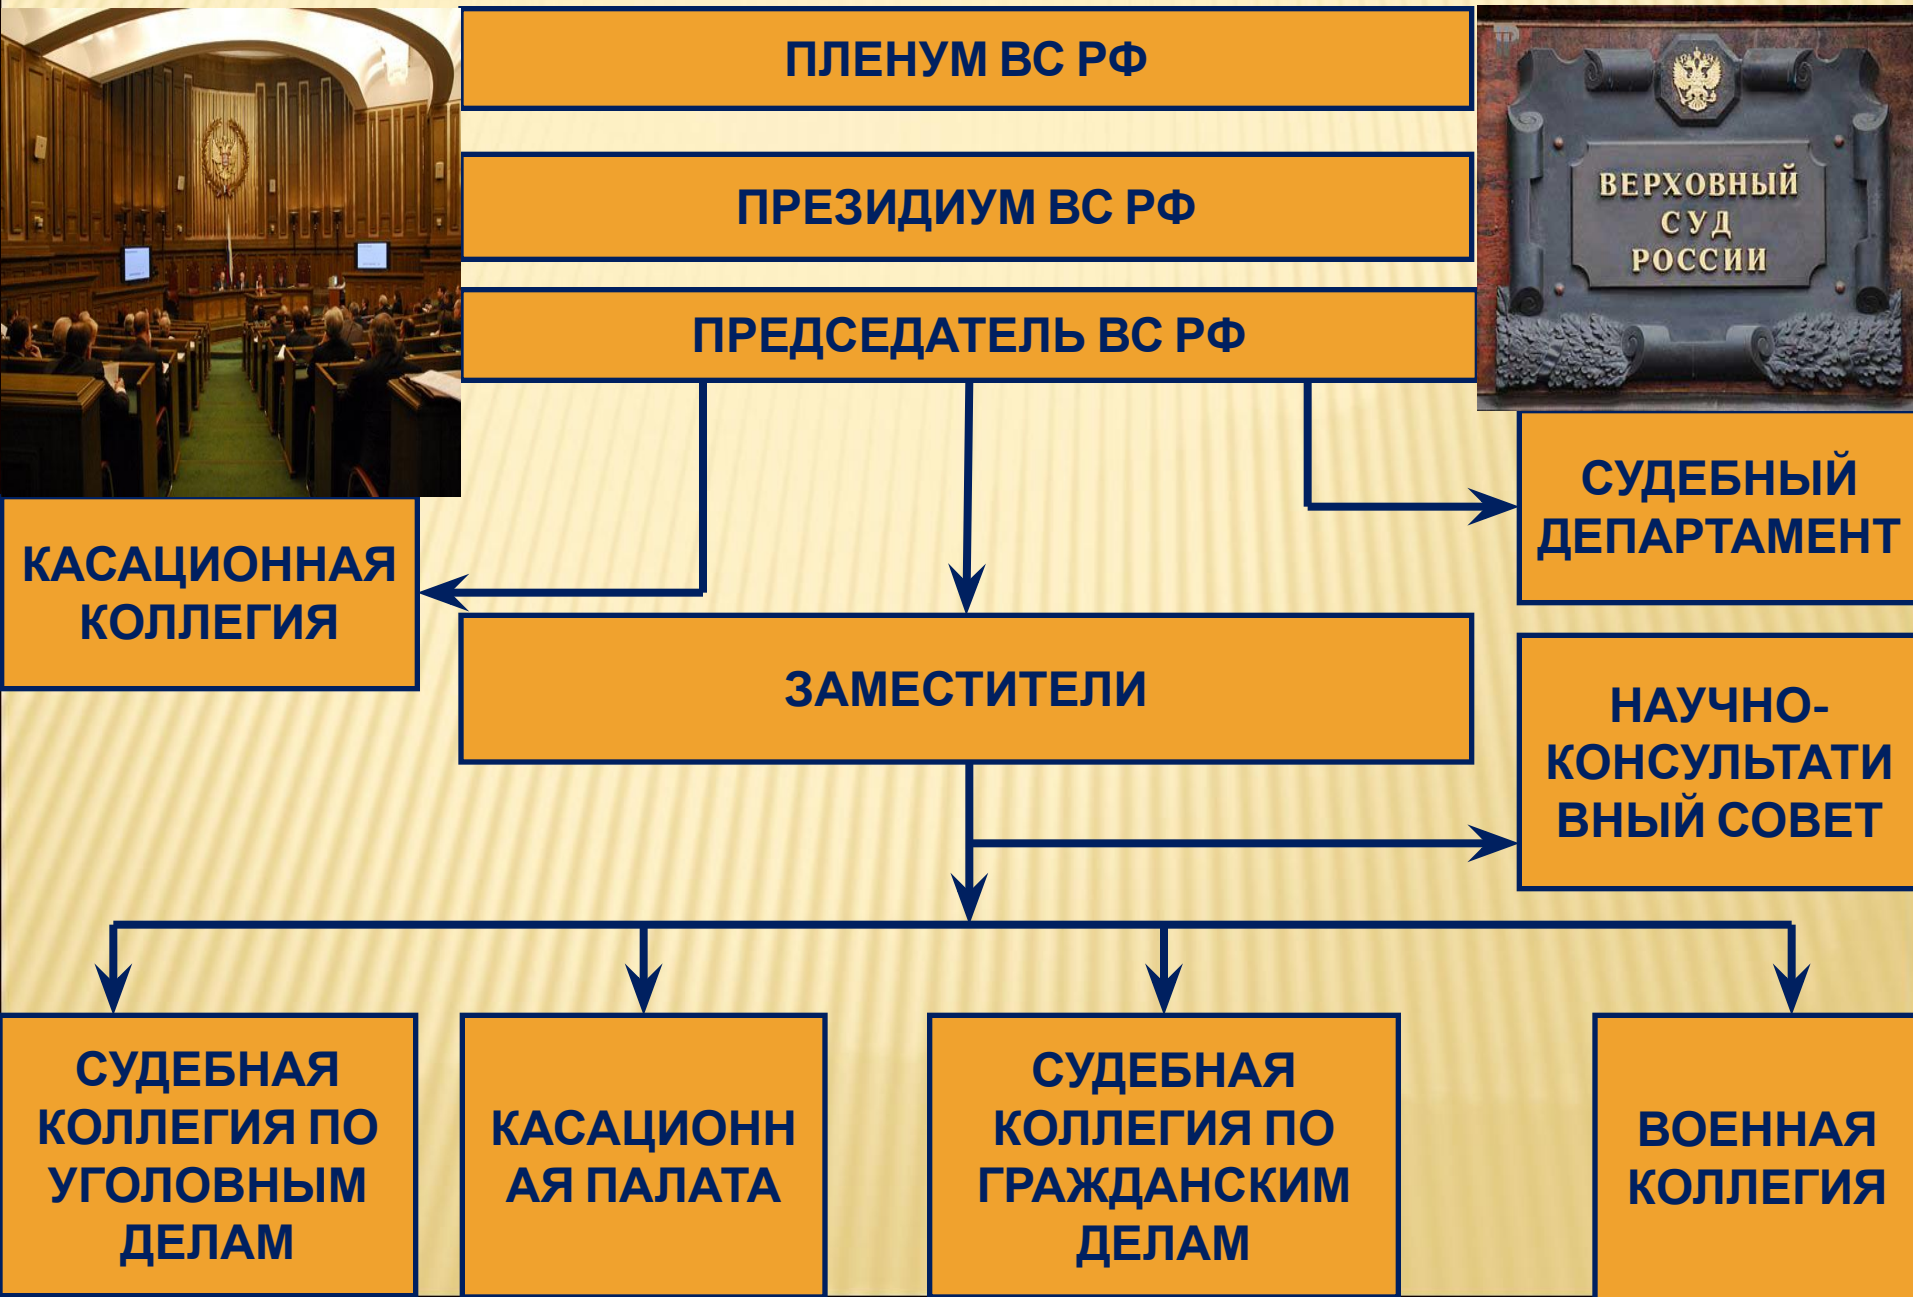 ПЛЕНУМ ВС РФ
ПРЕЗИДИУМ ВС РФ
ВЕРХОВНЫЙ
СУД
РОССИИ
ПРЕДСЕДАТЕЛЬ ВС РФ
СУДЕБНЫЙ
ДЕПАРТАМЕНТ
КАСАЦИОННАЯ
КОЛЛЕГИЯ
ЗАМЕСТИТЕЛИ
НАУЧНО-
КОНСУЛЬТАТИ
ВНЫЙ СОВЕТ
СУДЕБНАЯ
КОЛЛЕГИЯ ПО
УГОЛОВНЫМ
ДЕЛАМ
КАСАЦИОНН
АЯ ПАЛАТА
СУДЕБНАЯ
КОЛЛЕГИЯ ПО
ГРАЖДАНСКИМ
ДЕЛАМ
ВОЕННАЯ
КОЛЛЕГИЯ